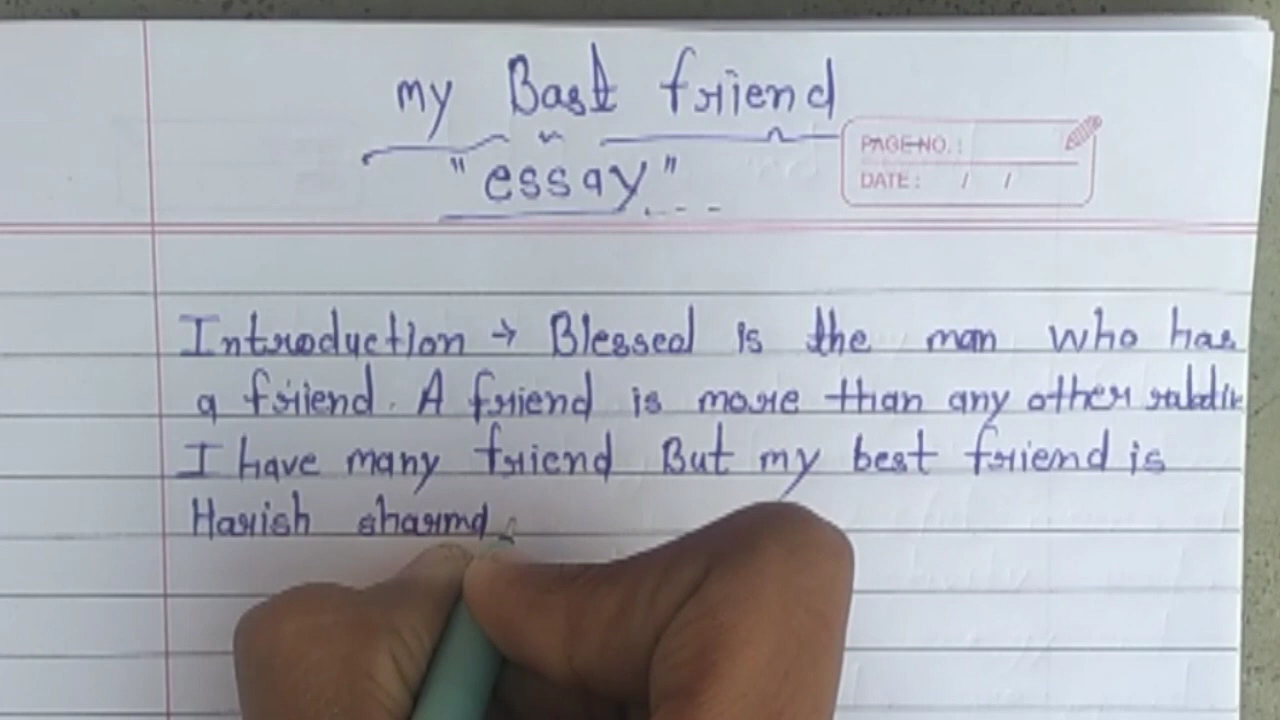 my Bast friend
"essay"
PAGE NO. :
DATE : / /
Introduction → Blessed is the man who has
a friend. A friend is more than any other
I have many friend But my best friend is
Harish sharma